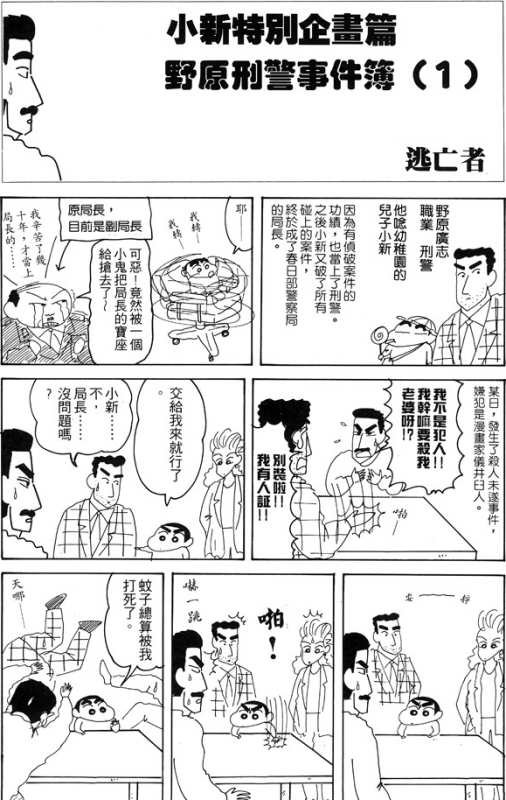 小新特別企畫篇
野原刑警事件簿（1）
逃亡者
野原廣志
職業　刑警
他唸幼稚園的
兒子小新
因為有偵破案件的
功績，也當上了刑警。
之後小新又破了所有
碰上的案件。
終於成了春日部警察局
的局長。
耶—
我轉—
我轉
原局長，
目前是副局長
可惡！竟然被一個
小鬼把局長的寶座
給搶去了～
我辛苦了幾
十年，才當上
局長的……
某日，發生了殺人未遂事件，
嫌犯是漫畫家儀井臼人。
我不是犯人!!
我幹嘛要殺我
老婆呀!?
別裝啦!!
我有人証!!
啪
交給我來就行了
。
小新……
不，
局長……
沒問題嗎
？
安—靜
啪！
嚇一跳
蚊子總算被我
打死了。
天哪……